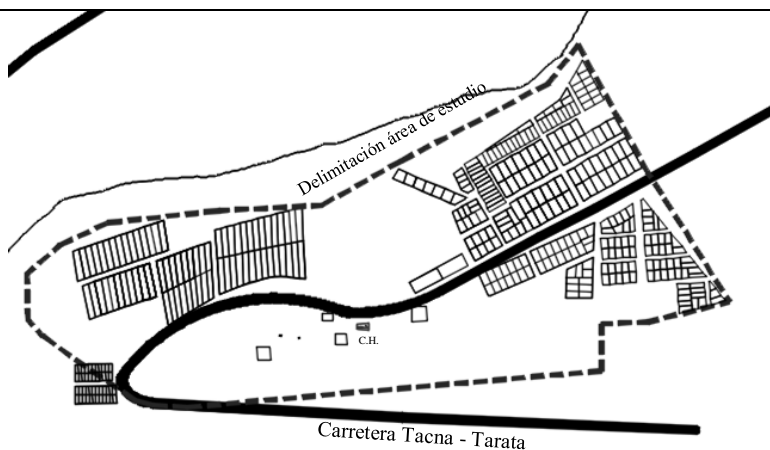 Delimitación área de estudio
C.H.
Carretera Tacna - Tarata